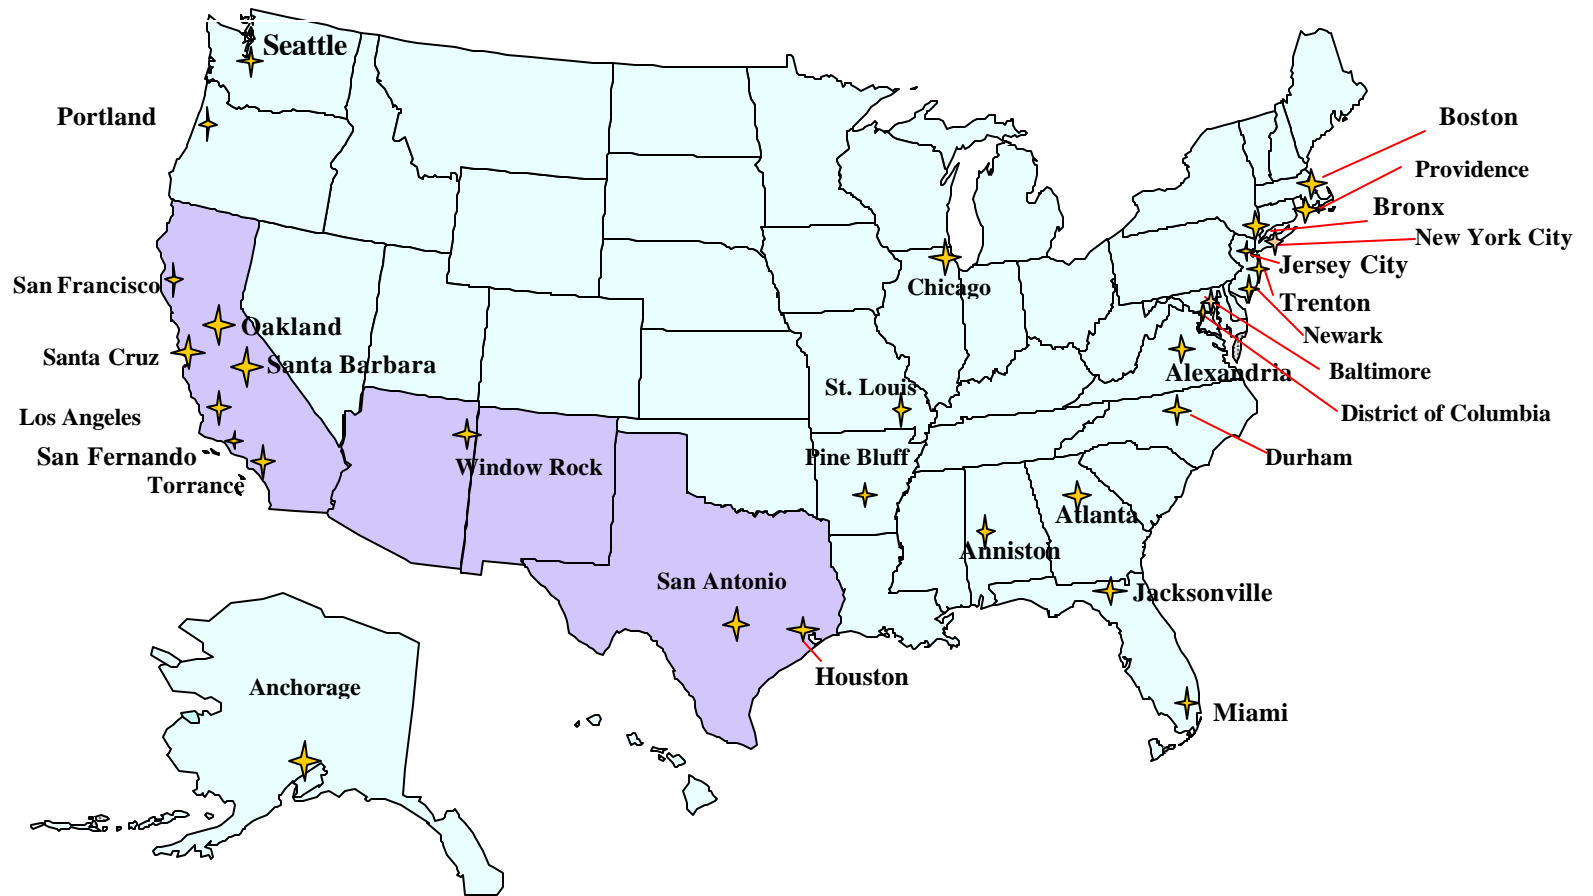 Seattle
Portland
Boston
Providence
Bronx
New York City
Jersey City
San Francisco
Chicago
Trenton
Oakland
Newark
Santa Cruz
Santa Barbara
Alexandria
Baltimore
St. Louis
Los Angeles
District of Columbia
San Fernando
Pine Bluff
Durham
Window Rock
Torrance
Atlanta
Anniston
San Antonio
Jacksonville
Houston
Anchorage
Miami